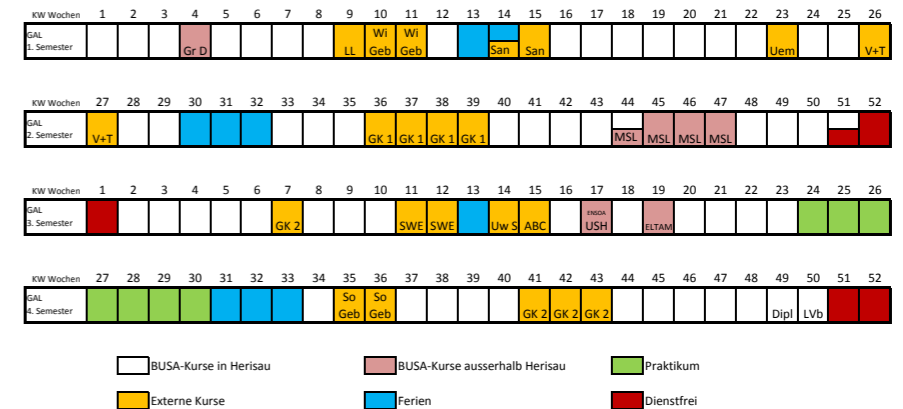 KW Wochen 1 2 3 4 5 6 7 8 9 10 11 12 13 14 15 16 17 18 19 20 21 22 23 24 25 26
GAL
1. Semester
Gr D LL Wi Geb Wi Geb San San Uem V+T
KW Wochen 27 28 29 30 31 32 33 34 35 36 37 38 39 40 41 42 43 44 45 46 47 48 49 50 51 52
GAL
2. Semester
V+T GK 1 GK 1 GK 1 GK 1 MSL MSL MSL MSL
KW Wochen 1 2 3 4 5 6 7 8 9 10 11 12 13 14 15 16 17 18 19 20 21 22 23 24 25 26
GAL
3. Semester
GK 2 SWE SWE Uw S ABC ENSOA USH ELTAM
KW Wochen 27 28 29 30 31 32 33 34 35 36 37 38 39 40 41 42 43 44 45 46 47 48 49 50 51 52
GAL
4. Semester
So Geb So Geb GK 2 GK 2 GK 2 Dipl LVb
BUSA-Kurse in Herisau BUSA-Kurse ausserhalb Herisau Praktikum
Externe Kurse Ferien Dienstfrei